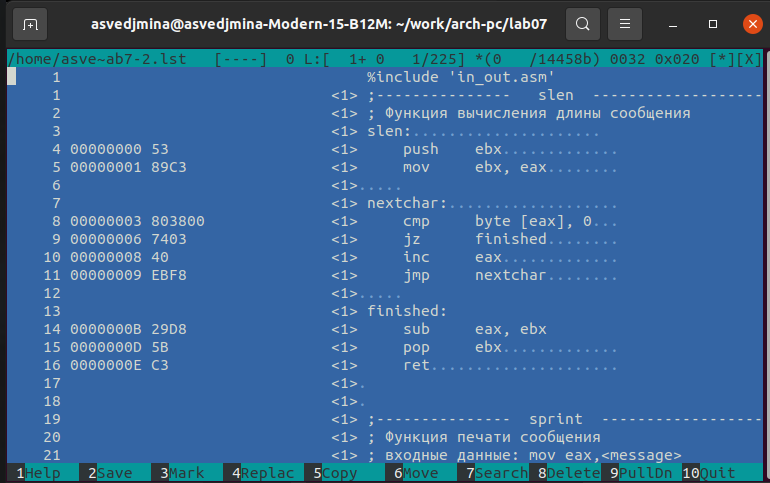 asvedjmina@asvedjmina-Modern-15-B12M: ~/work/arch-pc/lab07
/home/asve~ab7-2.lst   [----]  0 L:[  1+ 0   1/225] *(0   /14458b) 0032 0x020 [*][X]
1 %include 'in_out.asm'
1 <1> ;---------------   slen  -------------------
2 <1> ; Функция вычисления длины сообщения
3 <1> slen:.....................
4 00000000 53 <1>     push    ebx.............
5 00000001 89C3 <1>     mov     ebx, eax........
6 <1>.....
7 <1> nextchar:...................
8 00000003 803800 <1>     cmp     byte [eax], 0...
9 00000006 7403 <1>     jz      finished........
10 00000008 40 <1>     inc     eax.............
11 00000009 EBF8 <1>     jmp     nextchar........
12 <1>.....
13 <1> finished:
14 0000000B 29D8 <1>     sub     eax, ebx
15 0000000D 5B <1>     pop     ebx.............
16 0000000E C3 <1>     ret.....................
17 <1>.
18 <1>.
19 <1> ;---------------  sprint  ------------------
20 <1> ; Функция печати сообщения
21 <1> ; входные данные: mov eax,<message>
1Help 2Save 3Mark 4Replac 5Copy 6Move 7Search 8Delete 9PullDn 10Quit